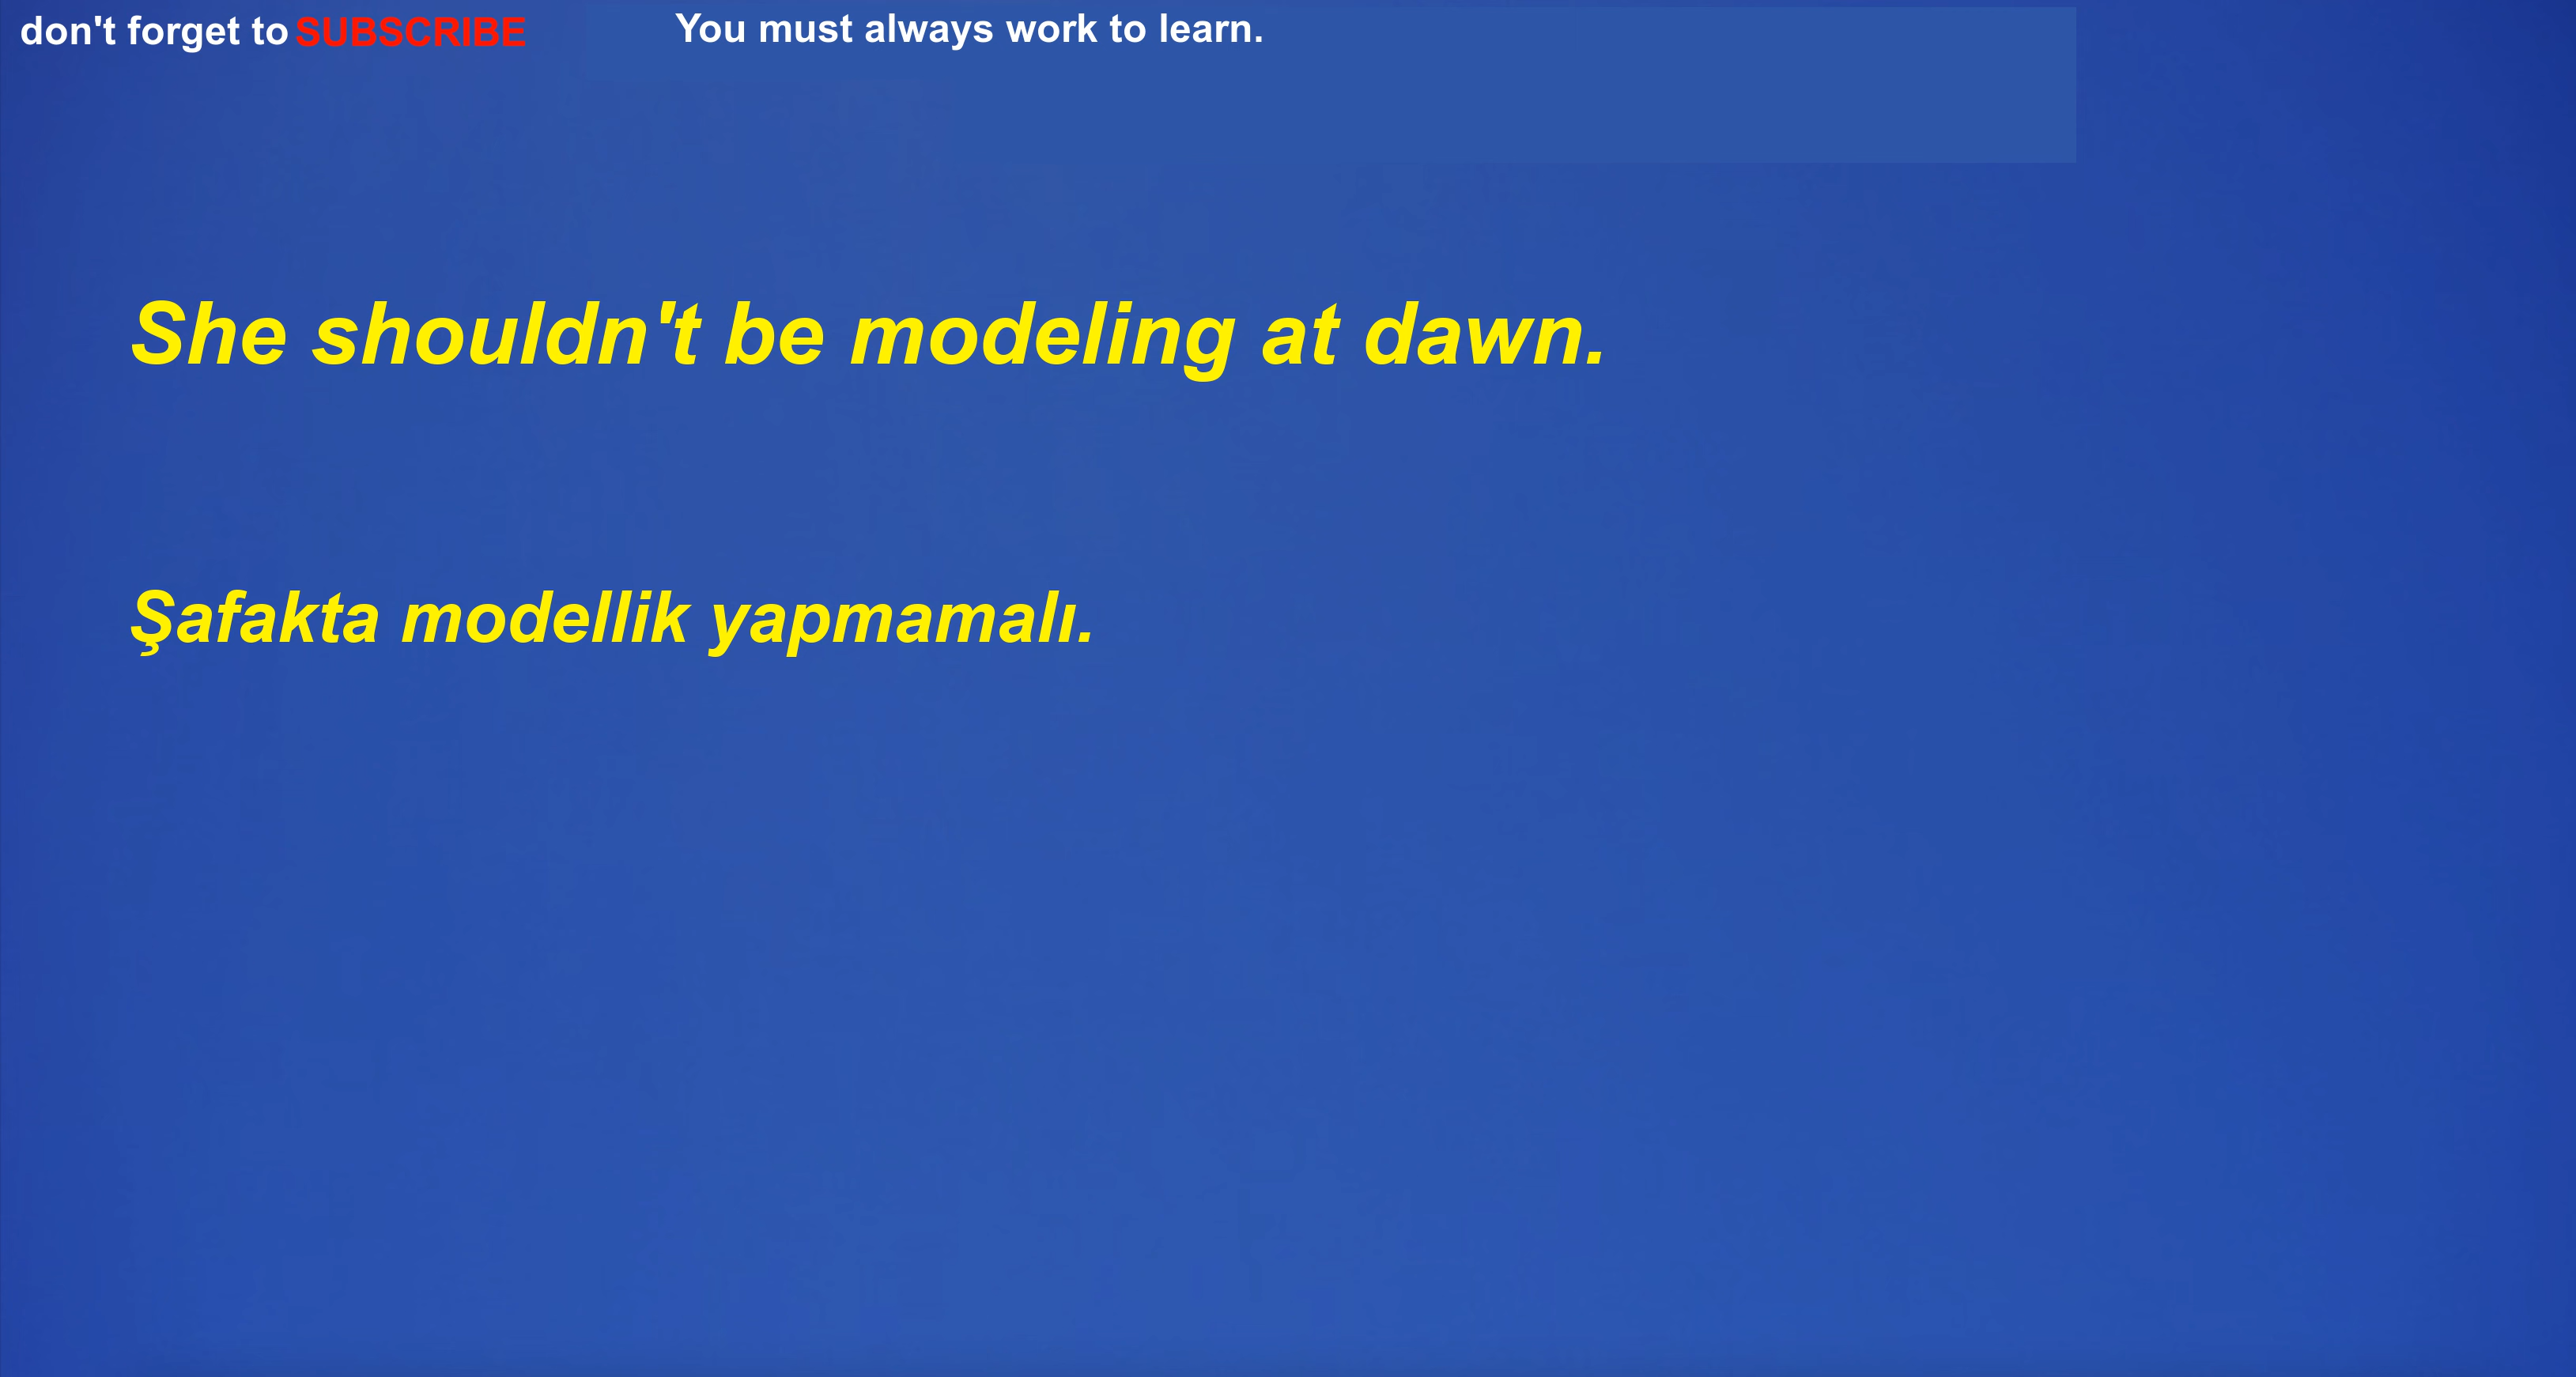 don't forget to SUBSCRIBE You must always work to learn.
She shouldn't be modeling at dawn.
Şafakta modellik yapmamalı.